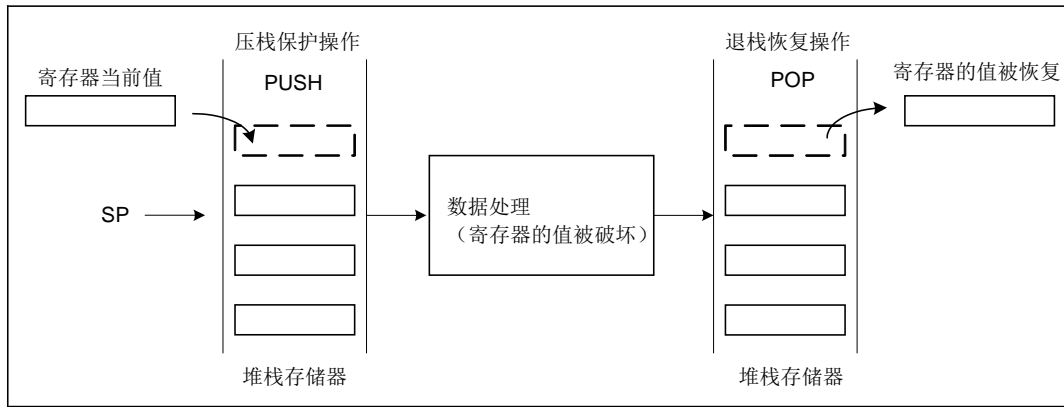 压栈保护操作
退栈恢复操作
寄存器当前值
PUSH
POP
寄存器的值被恢复
SP
数据处理
（寄存器的值被破坏）
堆栈存储器
堆栈存储器